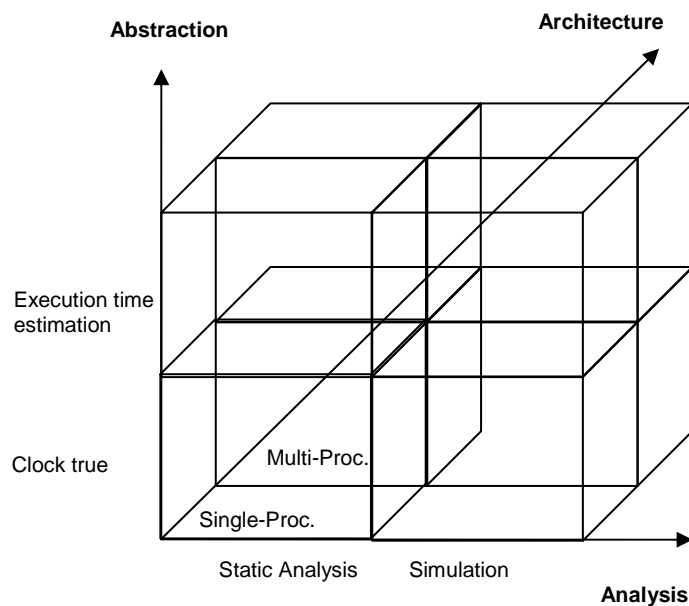 Abstraction
Architecture
Execution time
estimation
Clock true
Multi-Proc.
Single-Proc.
Static Analysis
Simulation
Analysis